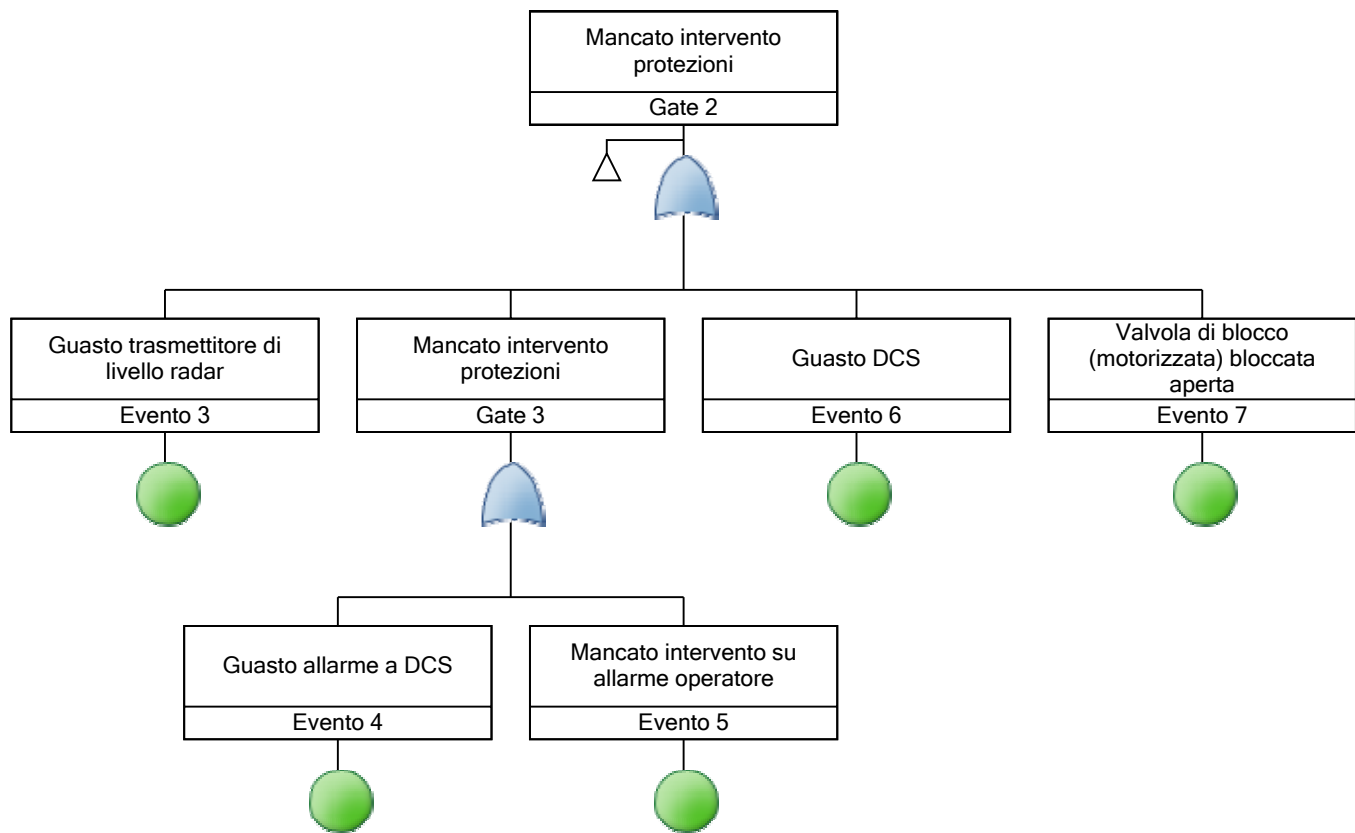 Mancato intervento
protezioni
Gate 2
Guasto trasmettitore di
livello radar
Evento 3
Mancato intervento
protezioni
Gate 3
Guasto DCS
Evento 6
Valvola di blocco
(motorizzata) bloccata
aperta
Evento 7
Guasto allarme a DCS
Evento 4
Mancato intervento su
allarme operatore
Evento 5